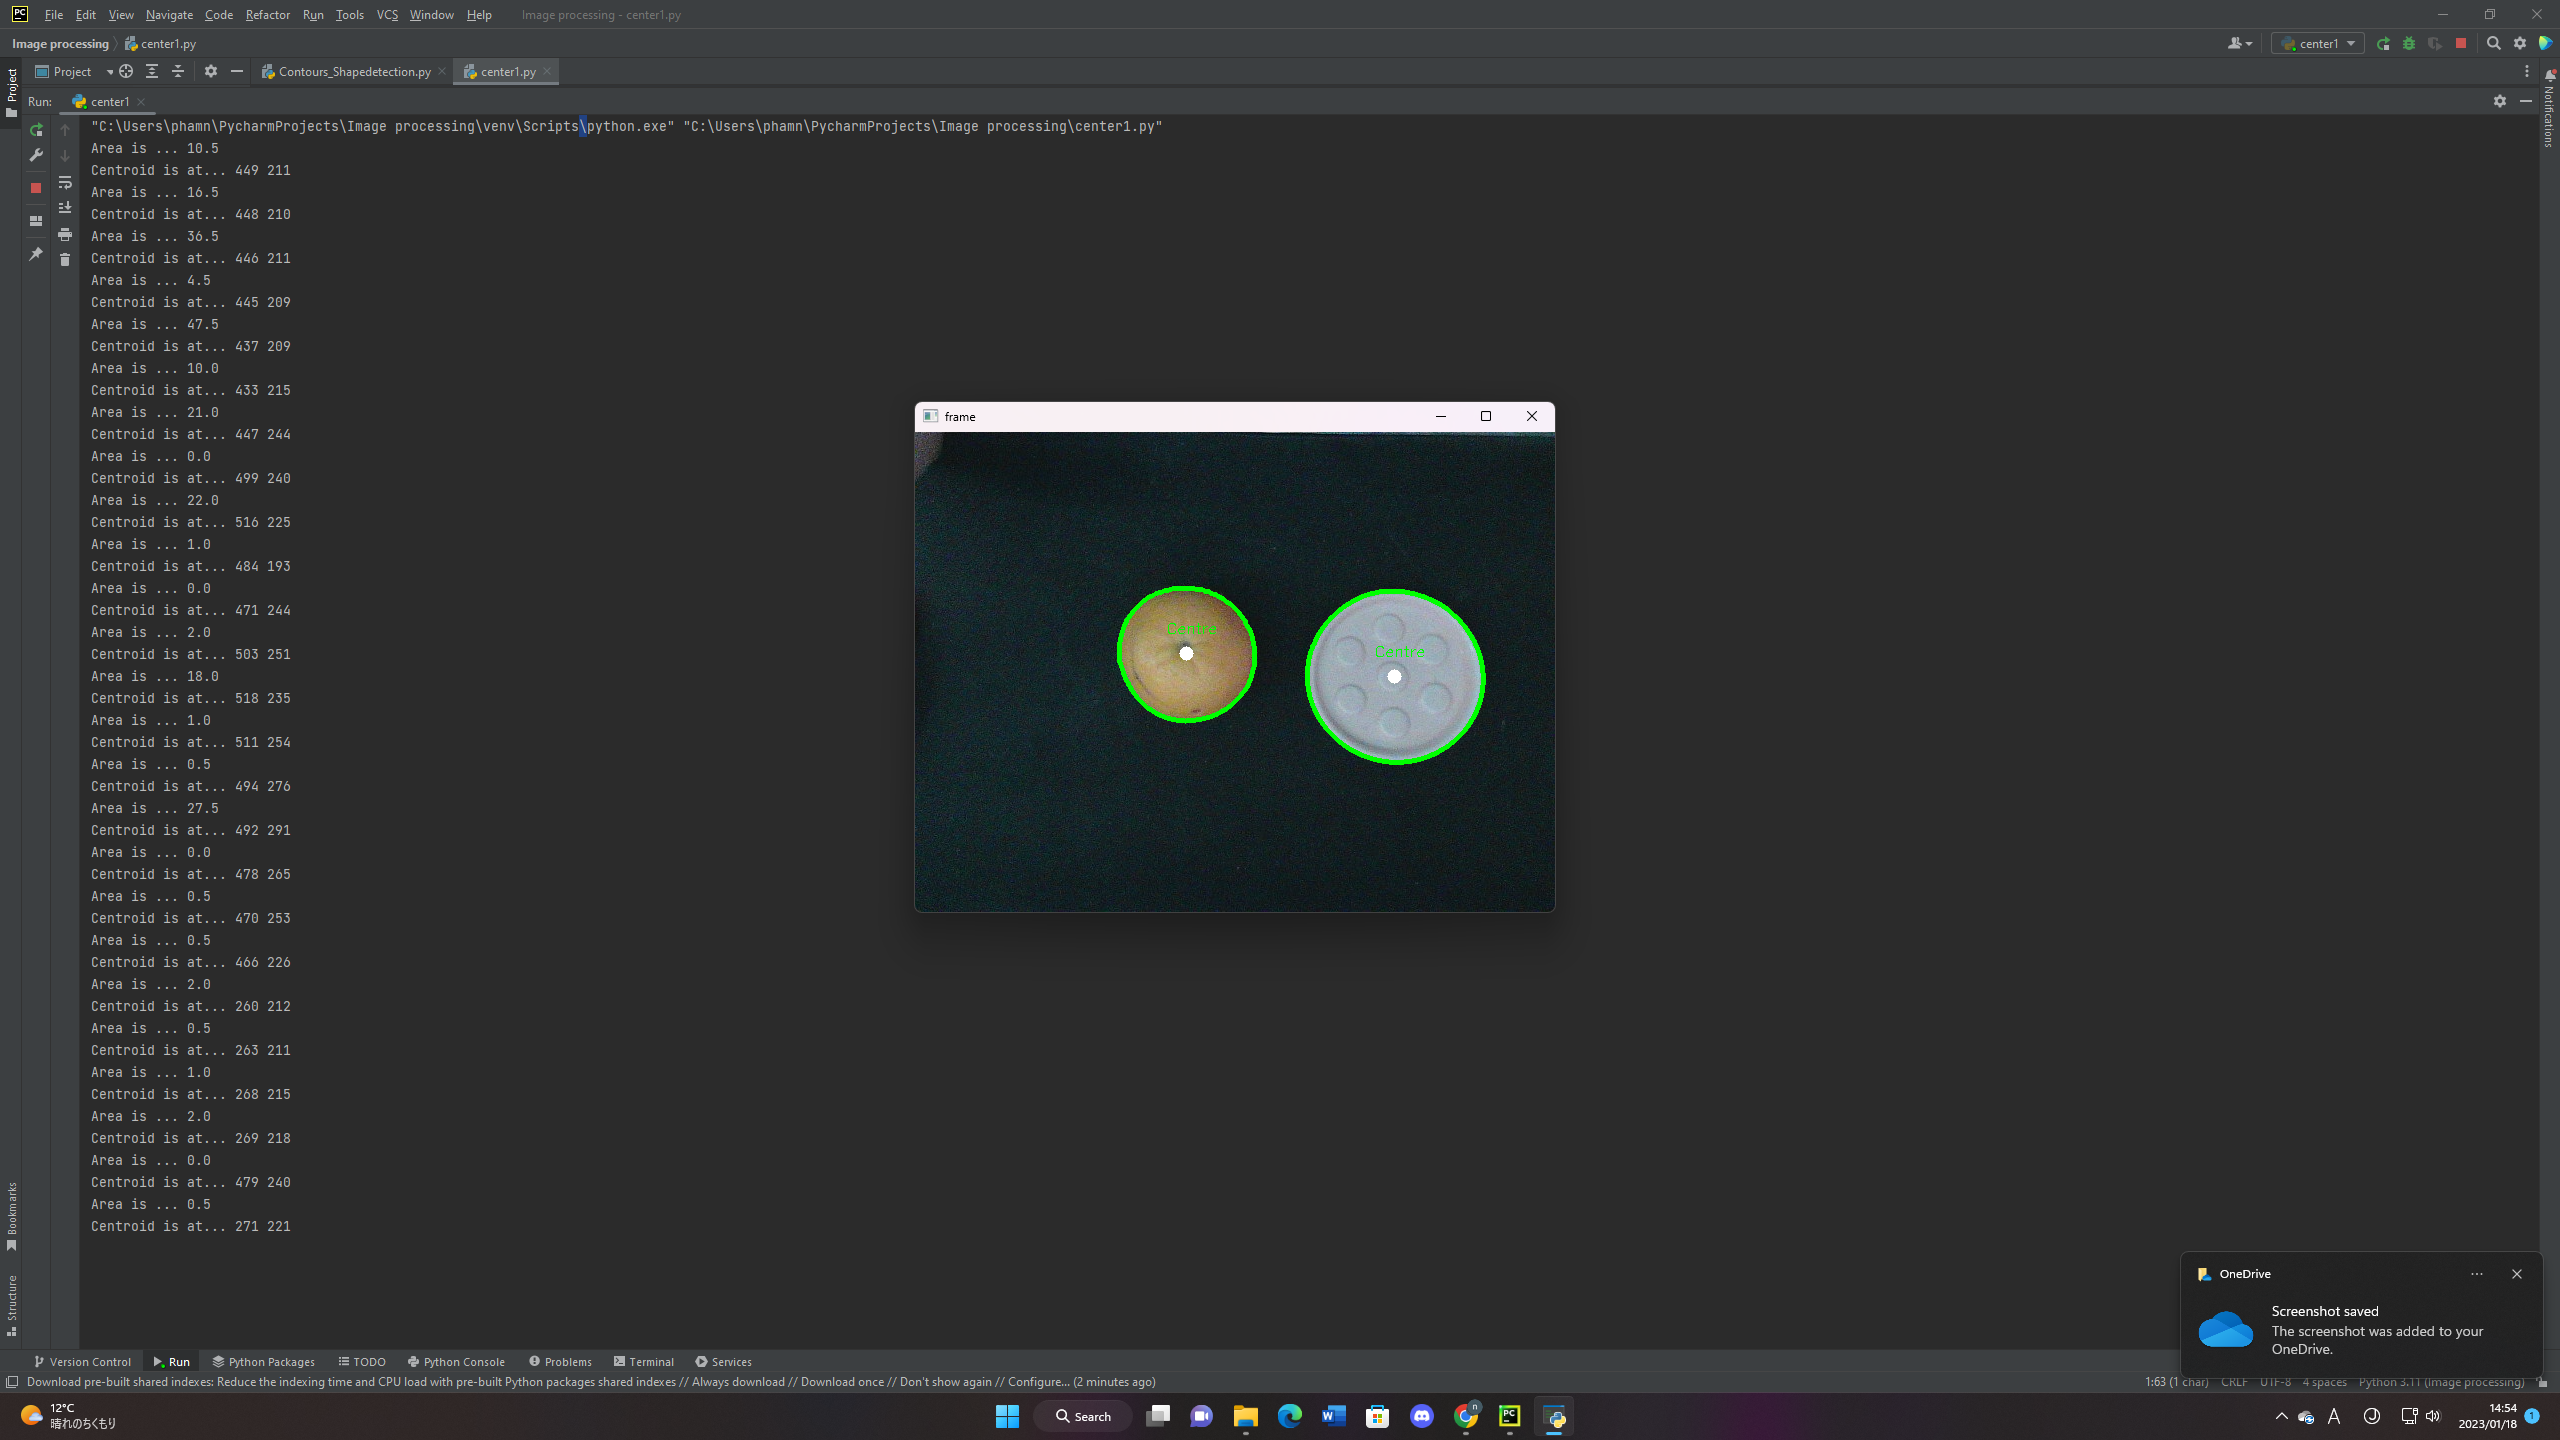 File Edit View Navigate Code Refactor Run Tools VCS Window Help Image processing - center1.py
Image processing center1.py
center1
Project
Contours_Shapedetection.py
center1.py
Project
Notifications
Run: center1
"C:\Users\phamn\PycharmProjects\Image processing\venv\Scripts\python.exe" "C:\Users\phamn\PycharmProjects\Image processing\center1.py"
Area is ... 10.5
Centroid is at... 449 211
Area is ... 16.5
Centroid is at... 448 210
Area is ... 36.5
Centroid is at... 446 211
Area is ... 4.5
Centroid is at... 445 209
Area is ... 47.5
Centroid is at... 437 209
Area is ... 10.0
Centroid is at... 433 215
Area is ... 21.0
Centroid is at... 447 244
Area is ... 0.0
Centroid is at... 499 240
Area is ... 22.0
Centroid is at... 516 225
Area is ... 1.0
Centroid is at... 484 193
Area is ... 0.0
Centroid is at... 471 244
Area is ... 2.0
Centroid is at... 503 251
Area is ... 18.0
Centroid is at... 518 235
Area is ... 1.0
Centroid is at... 511 254
Area is ... 0.5
Centroid is at... 494 276
Area is ... 27.5
Centroid is at... 492 291
Area is ... 0.0
Centroid is at... 478 265
Area is ... 0.5
Centroid is at... 470 253
Area is ... 0.5
Centroid is at... 466 226
Area is ... 2.0
Centroid is at... 260 212
Area is ... 0.5
Centroid is at... 263 211
Area is ... 1.0
Centroid is at... 268 215
Area is ... 2.0
Centroid is at... 269 218
Area is ... 0.0
Centroid is at... 479 240
Area is ... 0.5
Centroid is at... 271 221
frame
Centre
Centre
Bookmarks
Structure
OneDrive
Screenshot saved
The screenshot was added to your
OneDrive.
Version Control Run Python Packages TODO Python Console Problems Terminal Services
Download pre-built shared indexes: Reduce the indexing time and CPU load with pre-built Python packages shared indexes // Always download // Download once // Don't show again // Configure... (2 minutes ago)
1:63 (1 char) CRLF UTF-8 4 spaces Python 3.11 (Image processing)
12°C
晴れのちくもり
Search
A
14:54
2023/01/18
1